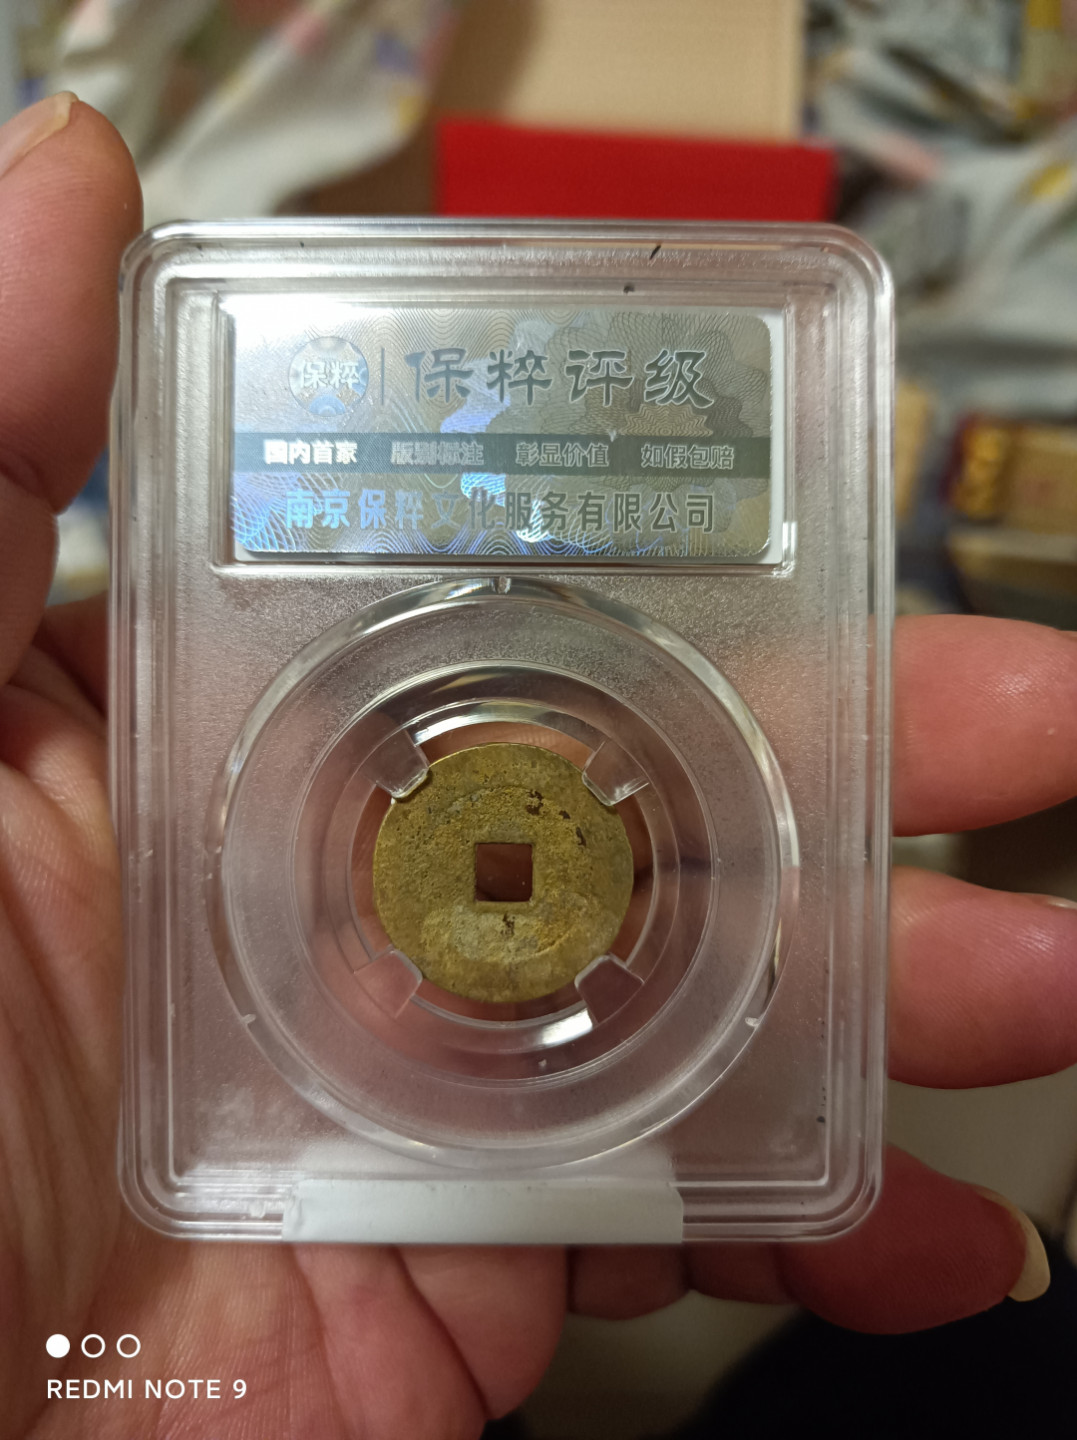 保粹 | 保粹评级
国内首家 版别标注 彰显价值 如假包赔
南京保粹文化服务有限公司
REDMI NOTE 9